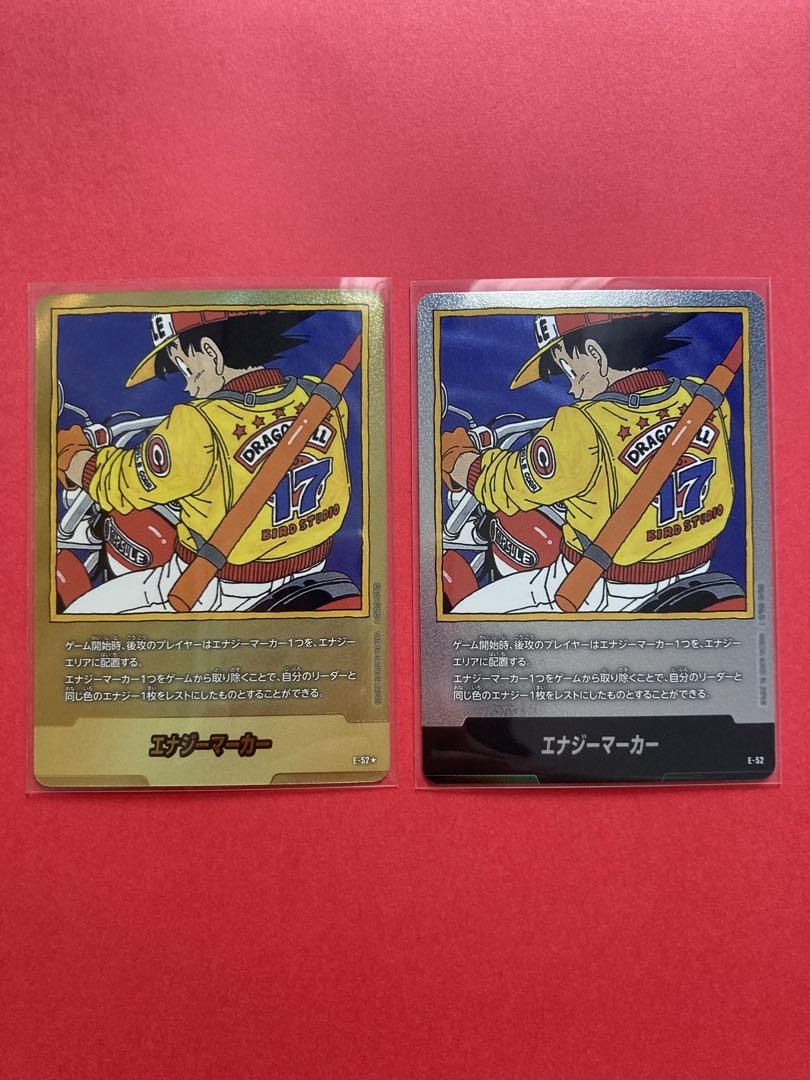 ULE
DRAGO LL
17
BIRD STUDIO
CAPSULE
ゲーム開始時、後攻のプレイヤーはエナジーマーカー1つを、エナジー
エリアに配置する。
エナジーマーカー1つをゲームから取り除くことで、自分のリーダーと
同じ色のエナジー1枚をレストにしたものとすることができる。
エナジーマーカー
E-52★
LE
DRAGO LL
17
BIRD STUDIO
APSULE
ゲーム開始時、後攻のプレイヤーはエナジーマーカー1つを、エナジー
エリアに配置する。
エナジーマーカー1つをゲームから取り除くことで、自分のリーダーと
同じ色のエナジー1枚をレストにしたものとすることができる。
エナジーマーカー
E-52